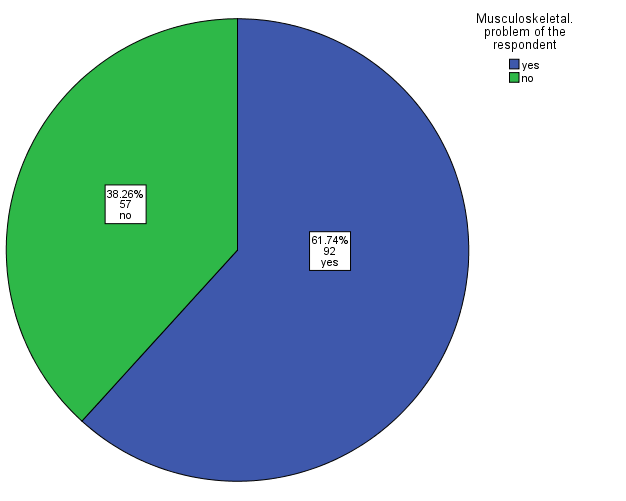 Musculoskeletal.
problem of the
respondent
yes
no
38.26%
57
no
61.74%
92
yes